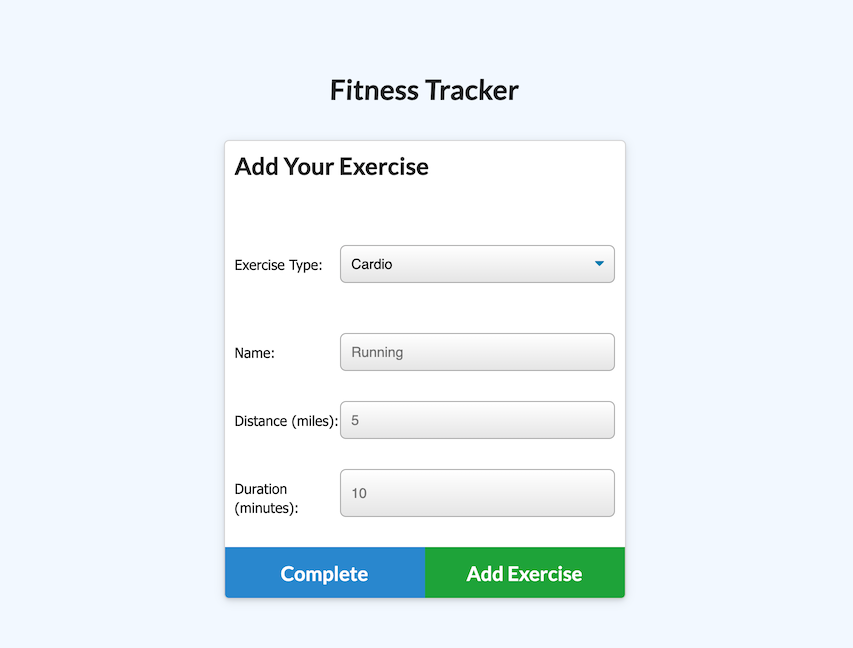 Fitness Tracker
Add Your Exercise
Exercise Type: Cardio
Name: Running
Distance (miles): 5
Duration
(minutes): 10
Complete Add Exercise